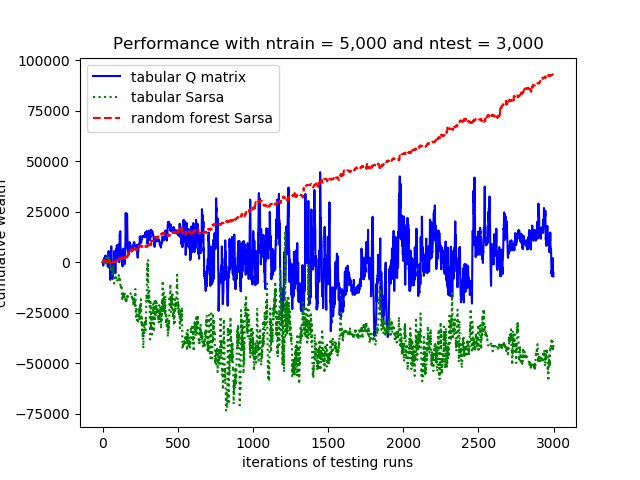 Performance with ntrain = 5,000 and ntest = 3,000
100000
75000
50000
25000
0
−25000
−50000
−75000
cumulative wealth
tabular Q matrix
tabular Sarsa
random forest Sarsa
0 500 1000 1500 2000 2500 3000
iterations of testing runs